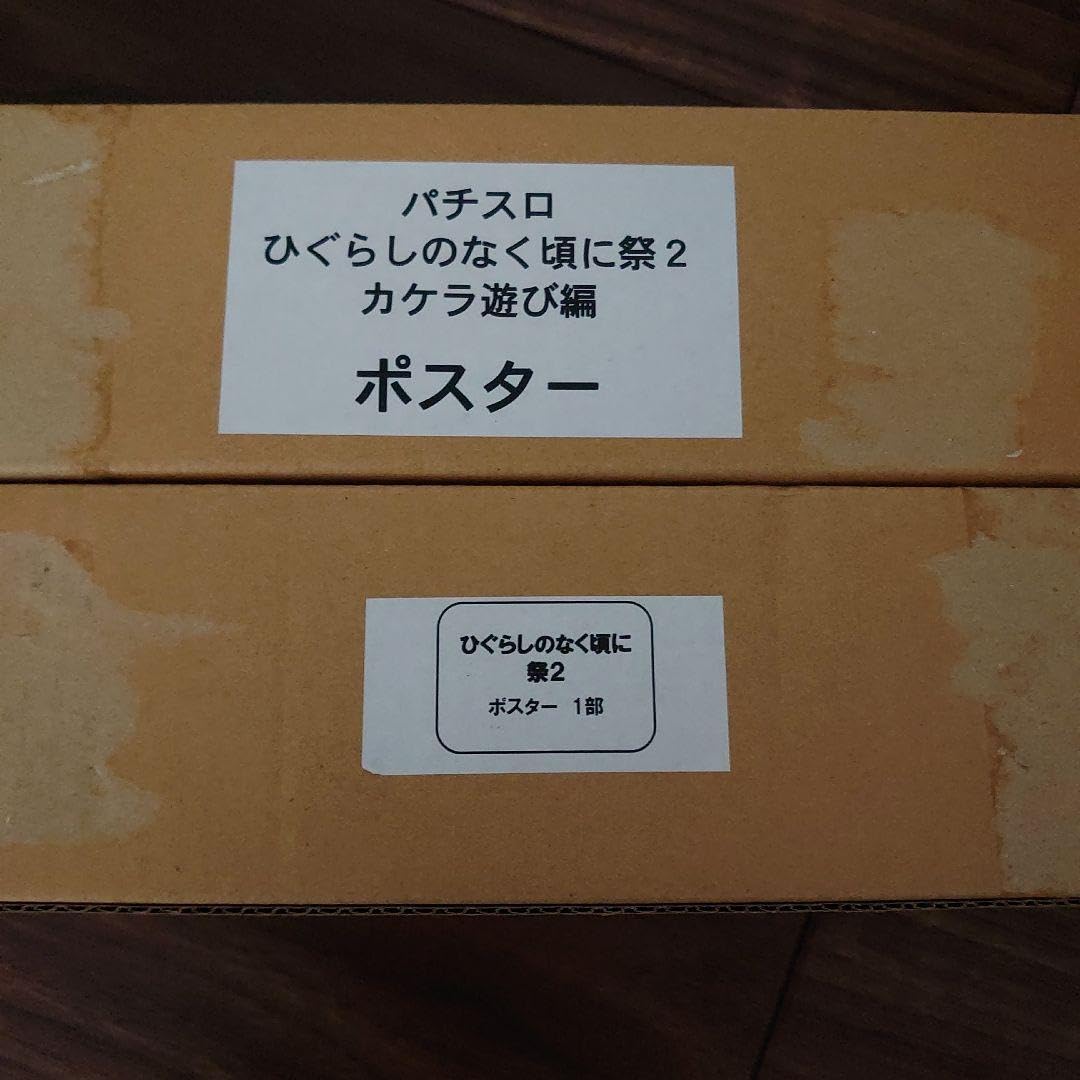 パチスロ
ひぐらしのなく頃に祭２
カケラ遊び編
ポスター
ひぐらしのなく頃に
祭2
ポスター　1部